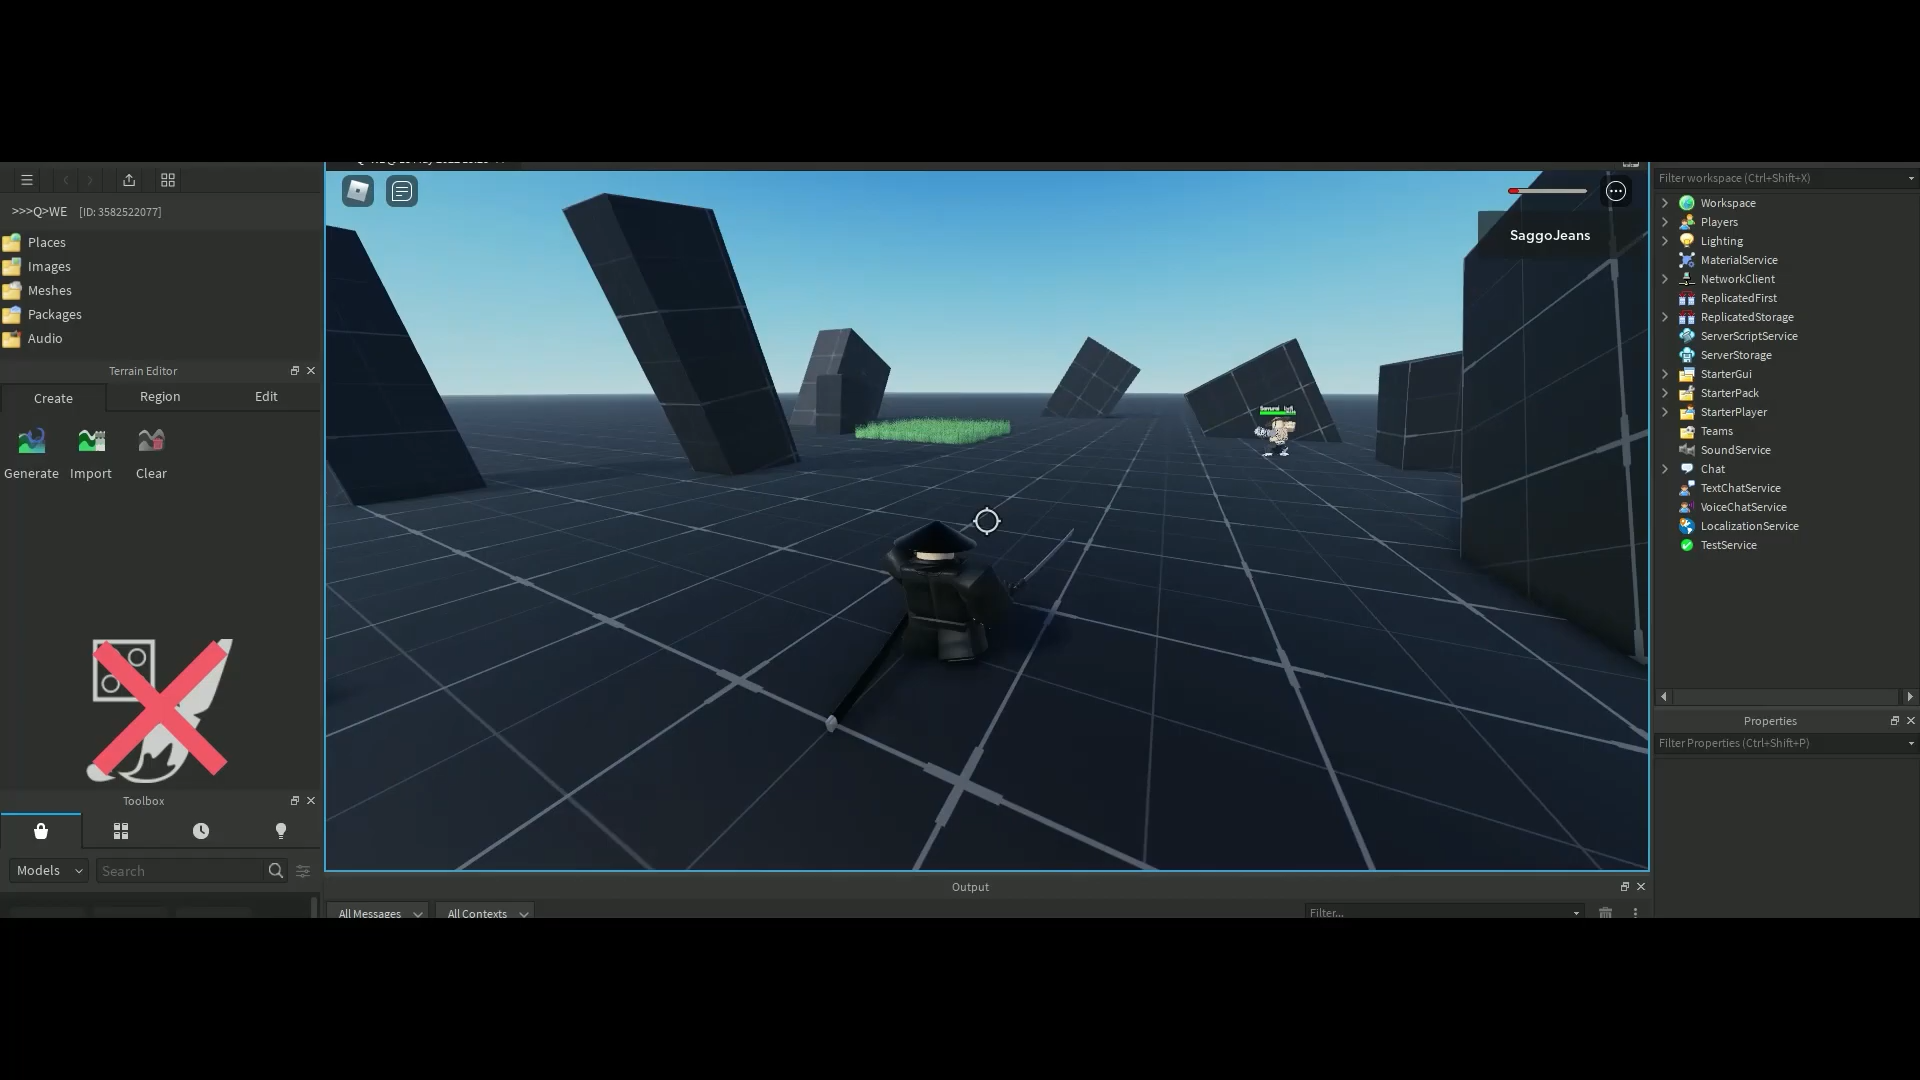 >>>Q>WE [ID: 3582522077]
Places
Images
Meshes
Packages
Audio
Terrain Editor
Create Region Edit
Generate Import Clear
Toolbox
Models Search
SaggoJeans
Samurai
Output
All Messages All Contexts Filter...
Filter workspace (Ctrl+Shift+X)
Workspace
Players
Lighting
MaterialService
NetworkClient
ReplicatedFirst
ReplicatedStorage
ServerScriptService
ServerStorage
StarterGui
StarterPack
StarterPlayer
Teams
SoundService
Chat
TextChatService
VoiceChatService
LocalizationService
TestService
Properties
Filter Properties (Ctrl+Shift+P)